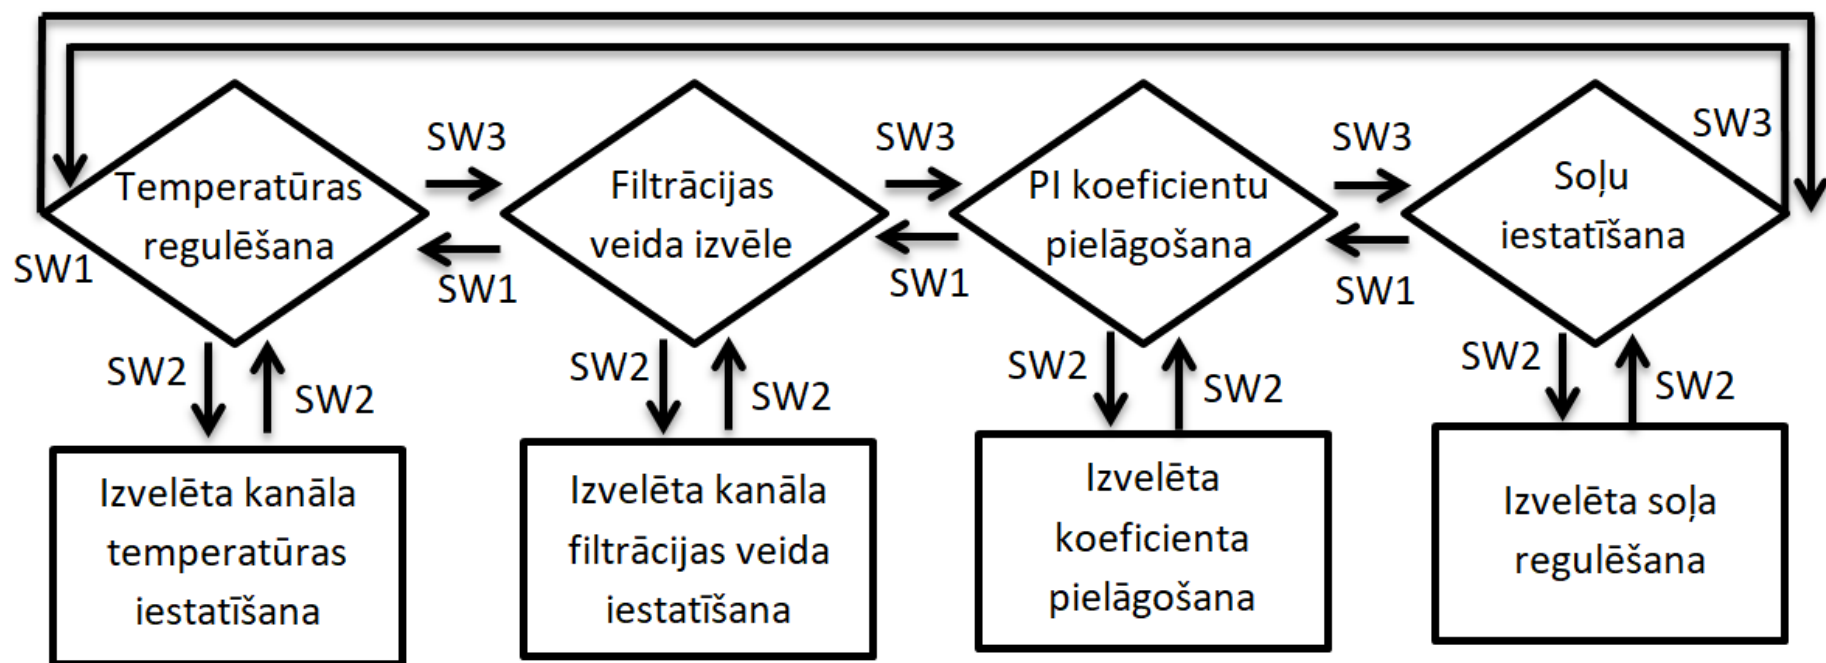 SW3
SW3
SW3
SW3
Temperatūras
regulēšana
Filtrācijas
veida izvēle
PI koeficientu
pielāgošana
Soļu
iestatīšana
SW1
SW1
SW1
SW1
SW2
SW2
SW2
SW2
SW2
SW2
SW2
SW2
Izvelēta kanāla
temperatūras
iestatīšana
Izvelēta kanāla
filtrācijas veida
iestatīšana
Izvelēta
koeficienta
pielāgošana
Izvelēta soļa
regulēšana